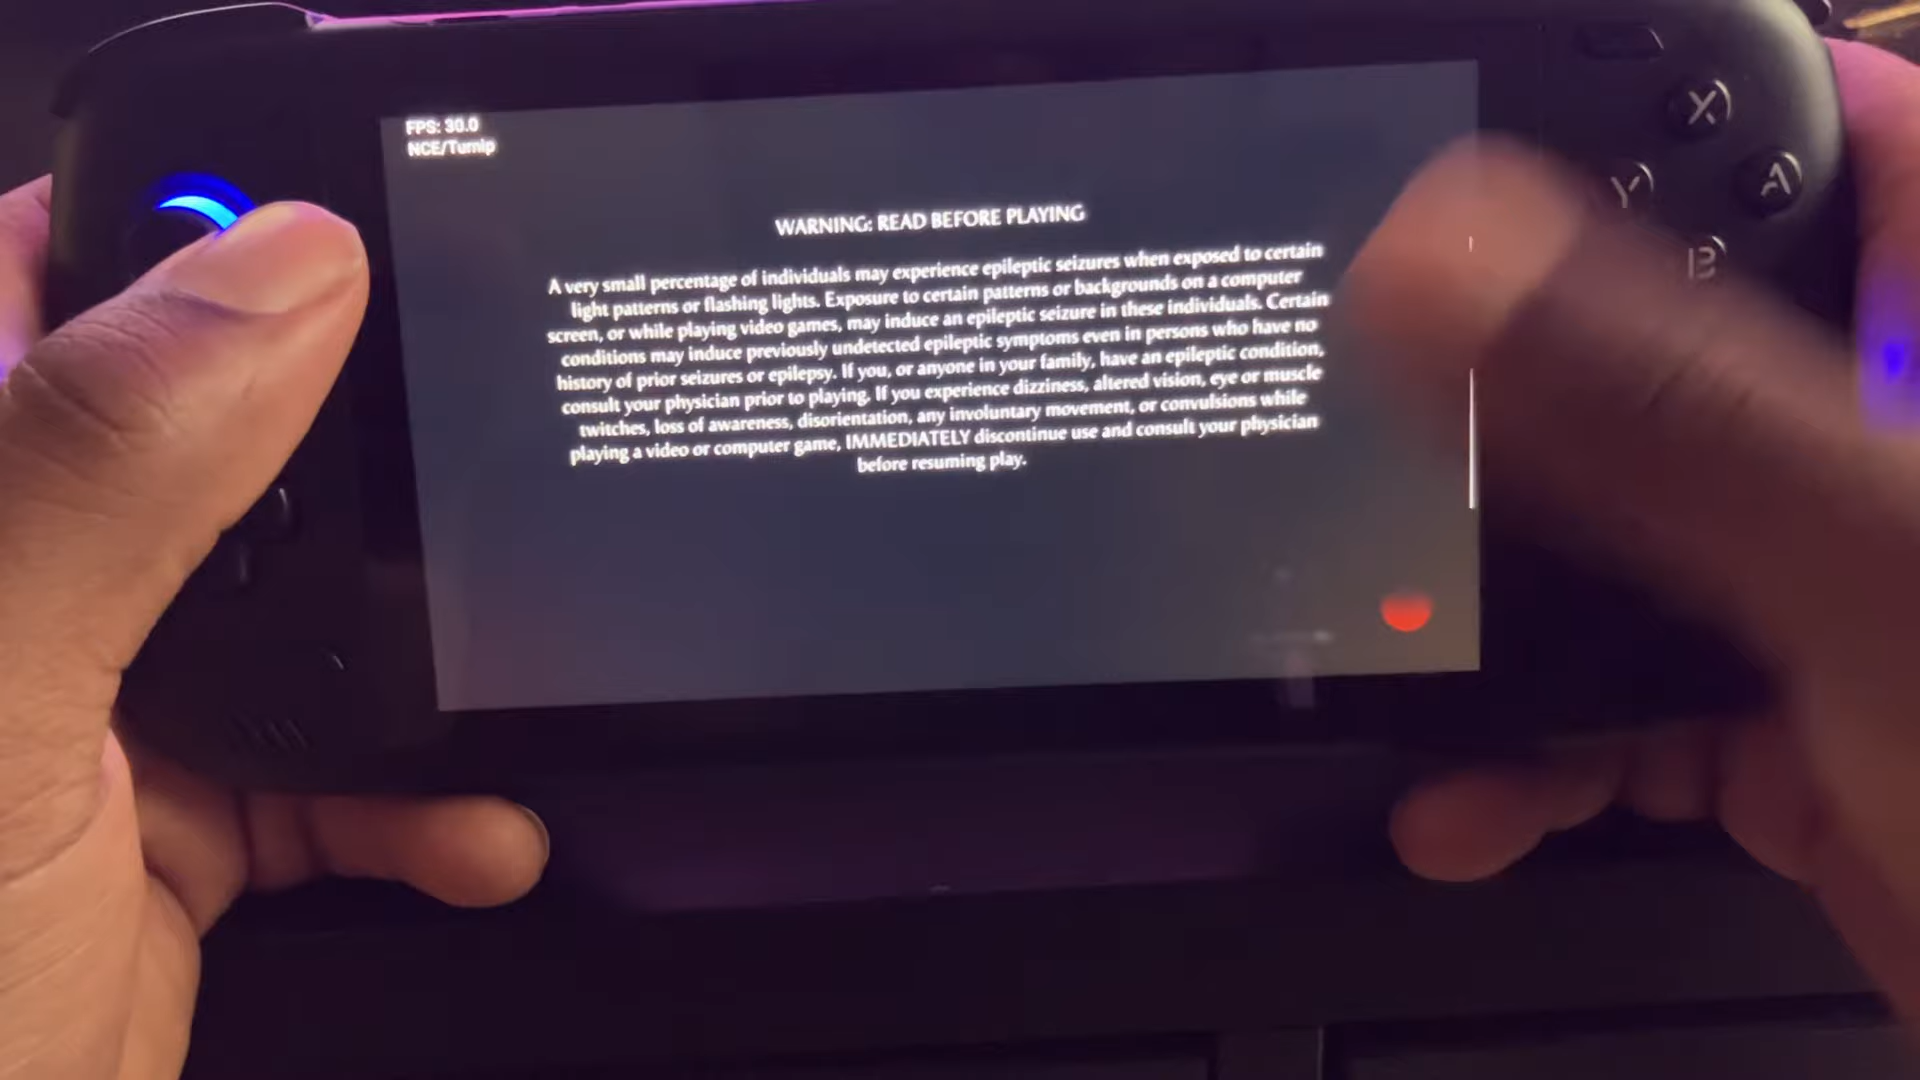 FPS: 30.0
NCE/Turnip
WARNING: READ BEFORE PLAYING
A very small percentage of individuals may experience epileptic seizures when exposed to certain
light patterns or flashing lights. Exposure to certain patterns or backgrounds on a computer
screen, or while playing video games, may induce an epileptic seizure in these individuals. Certain
conditions may induce previously undetected epileptic symptoms even in persons who have no
history of prior seizures or epilepsy. If you, or anyone in your family, have an epileptic condition,
consult your physician prior to playing. If you experience dizziness, altered vision, eye or muscle
twitches, loss of awareness, disorientation, any involuntary movement, or convulsions while
playing a video or computer game, IMMEDIATELY discontinue use and consult your physician
before resuming play.
X
Y
A
B